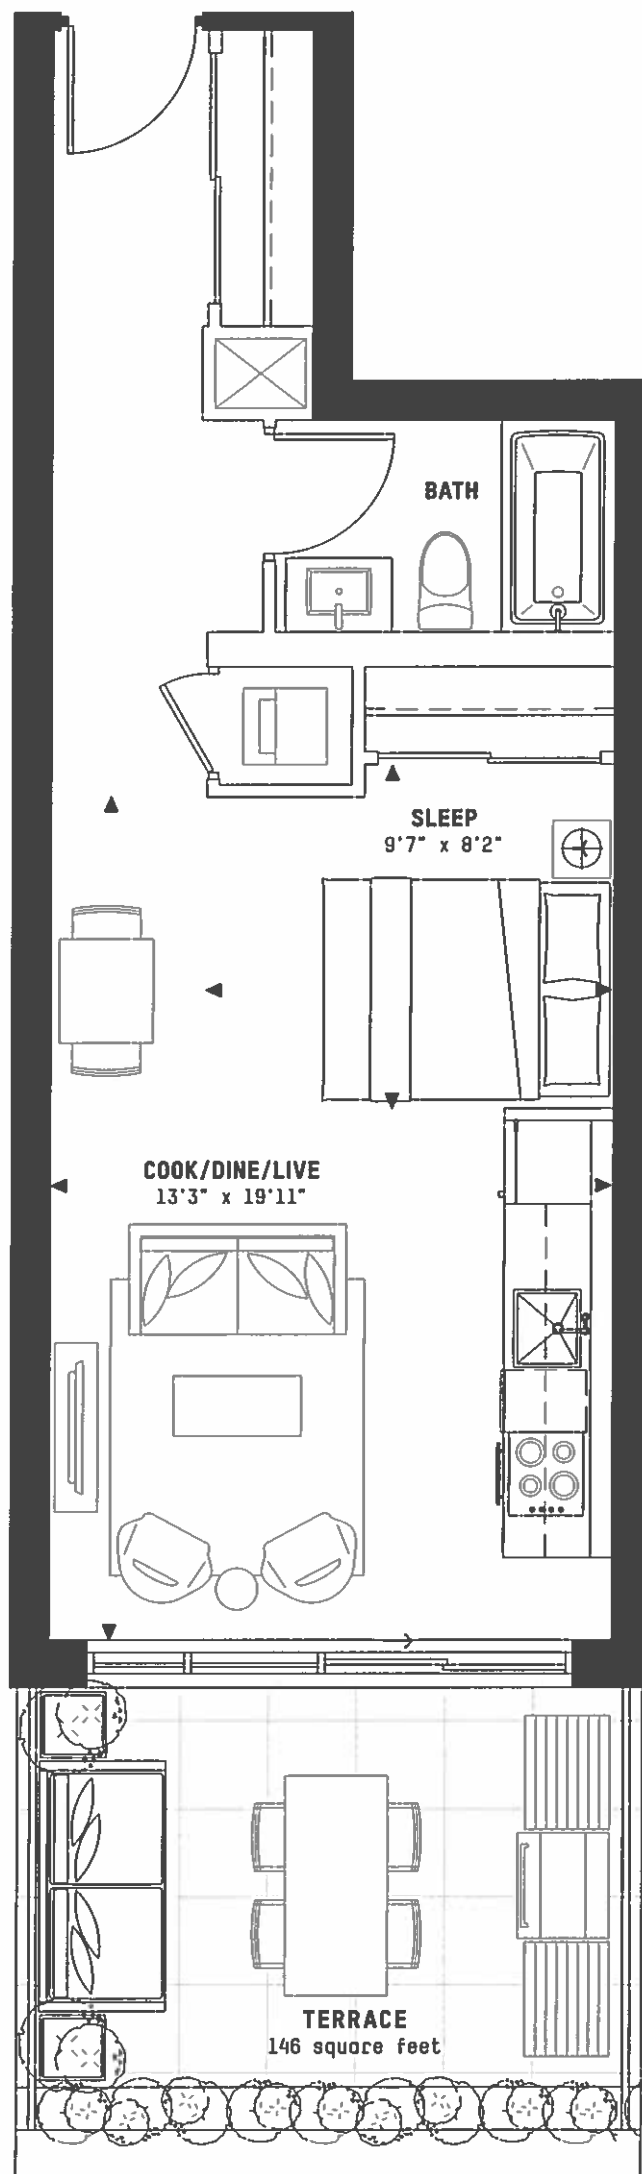 BATH
SLEEP
9'7" x 8'2"
COOK/DINE/LIVE
13'3" x 19'11"
TERRACE
146 square feet